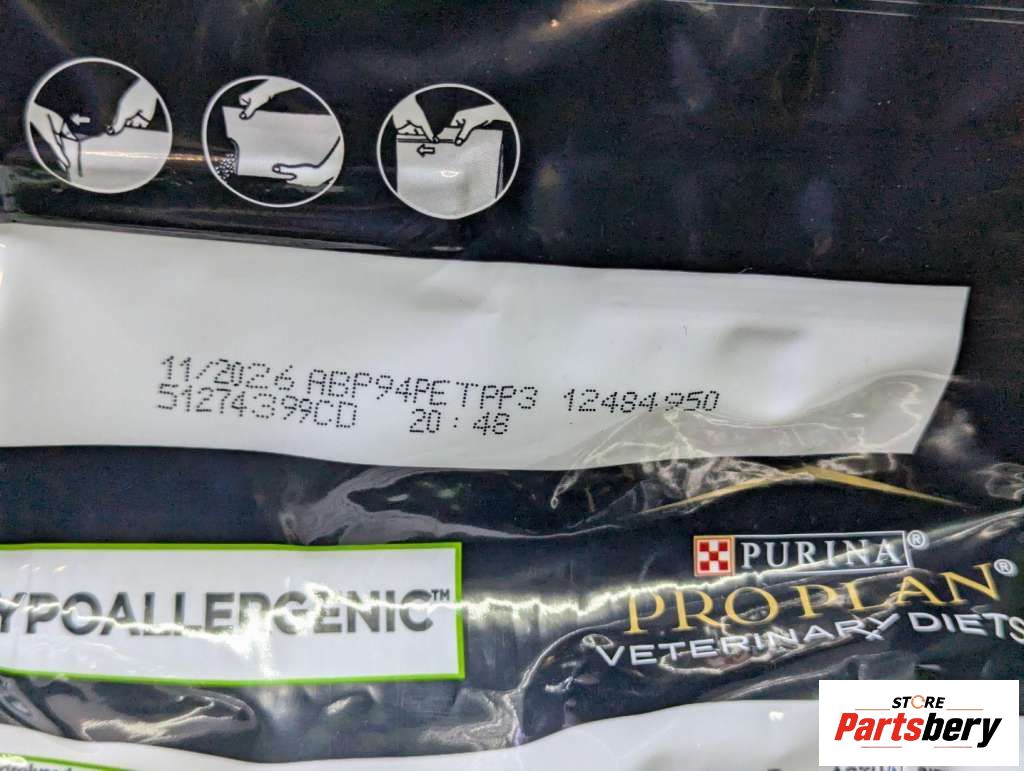 11/2026 ABP94PETPP3 12484950
51274399CD 20:48
YPOALLERGENIC™
PURINA®
PRO PLAN®
VETERINARY DIETS
STORE
Partsbery